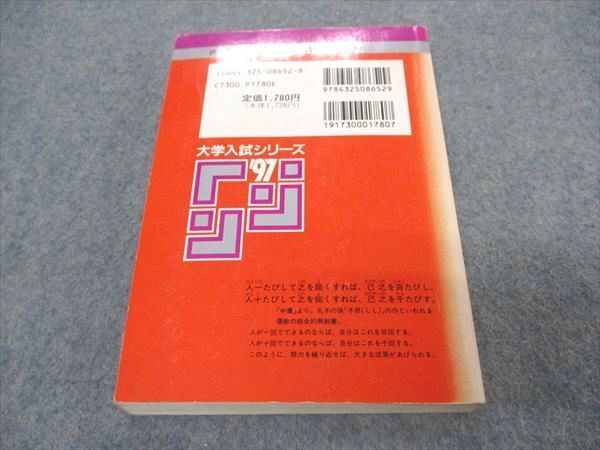 ISBN4-325-08652-8
C7300 P1780E
定価1,780円
(本体1,728円)
9784325086529
1917300017807
大学入試シリーズ
'97
人一たびして之を能くすれば、己之を百たびし、
人十たびして之を能くすれば、己之を千たびす。
「中庸」より。孔子の孫「子思(しし)」の作といわれる
儒教の総合的解説書。
人が一回でできるのならば、自分はこれを百回する。
人が十回でできるのならば、自分はこれを千回する。
このように、努力を繰り返せば、大きな成果があげられる。